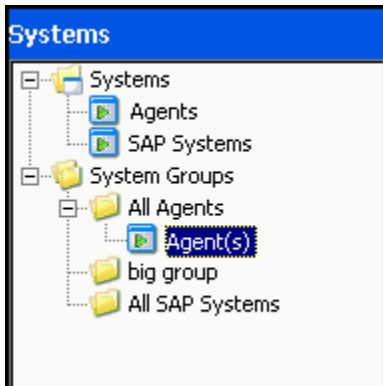 Systems
Systems
Agents
SAP Systems
System Groups
All Agents
Agent(s)
big group
All SAP Systems